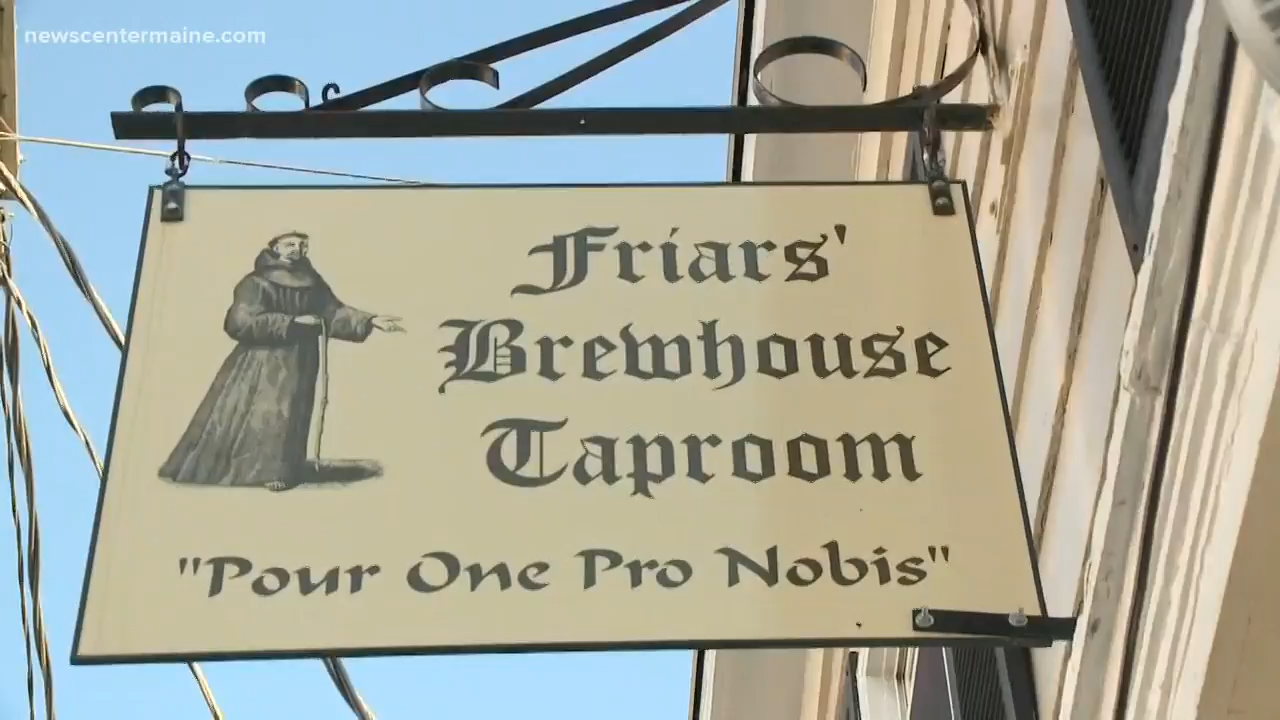 newscentermaine.com
Friars'
Brewhouse
Taproom
"Pour One Pro Nobis"